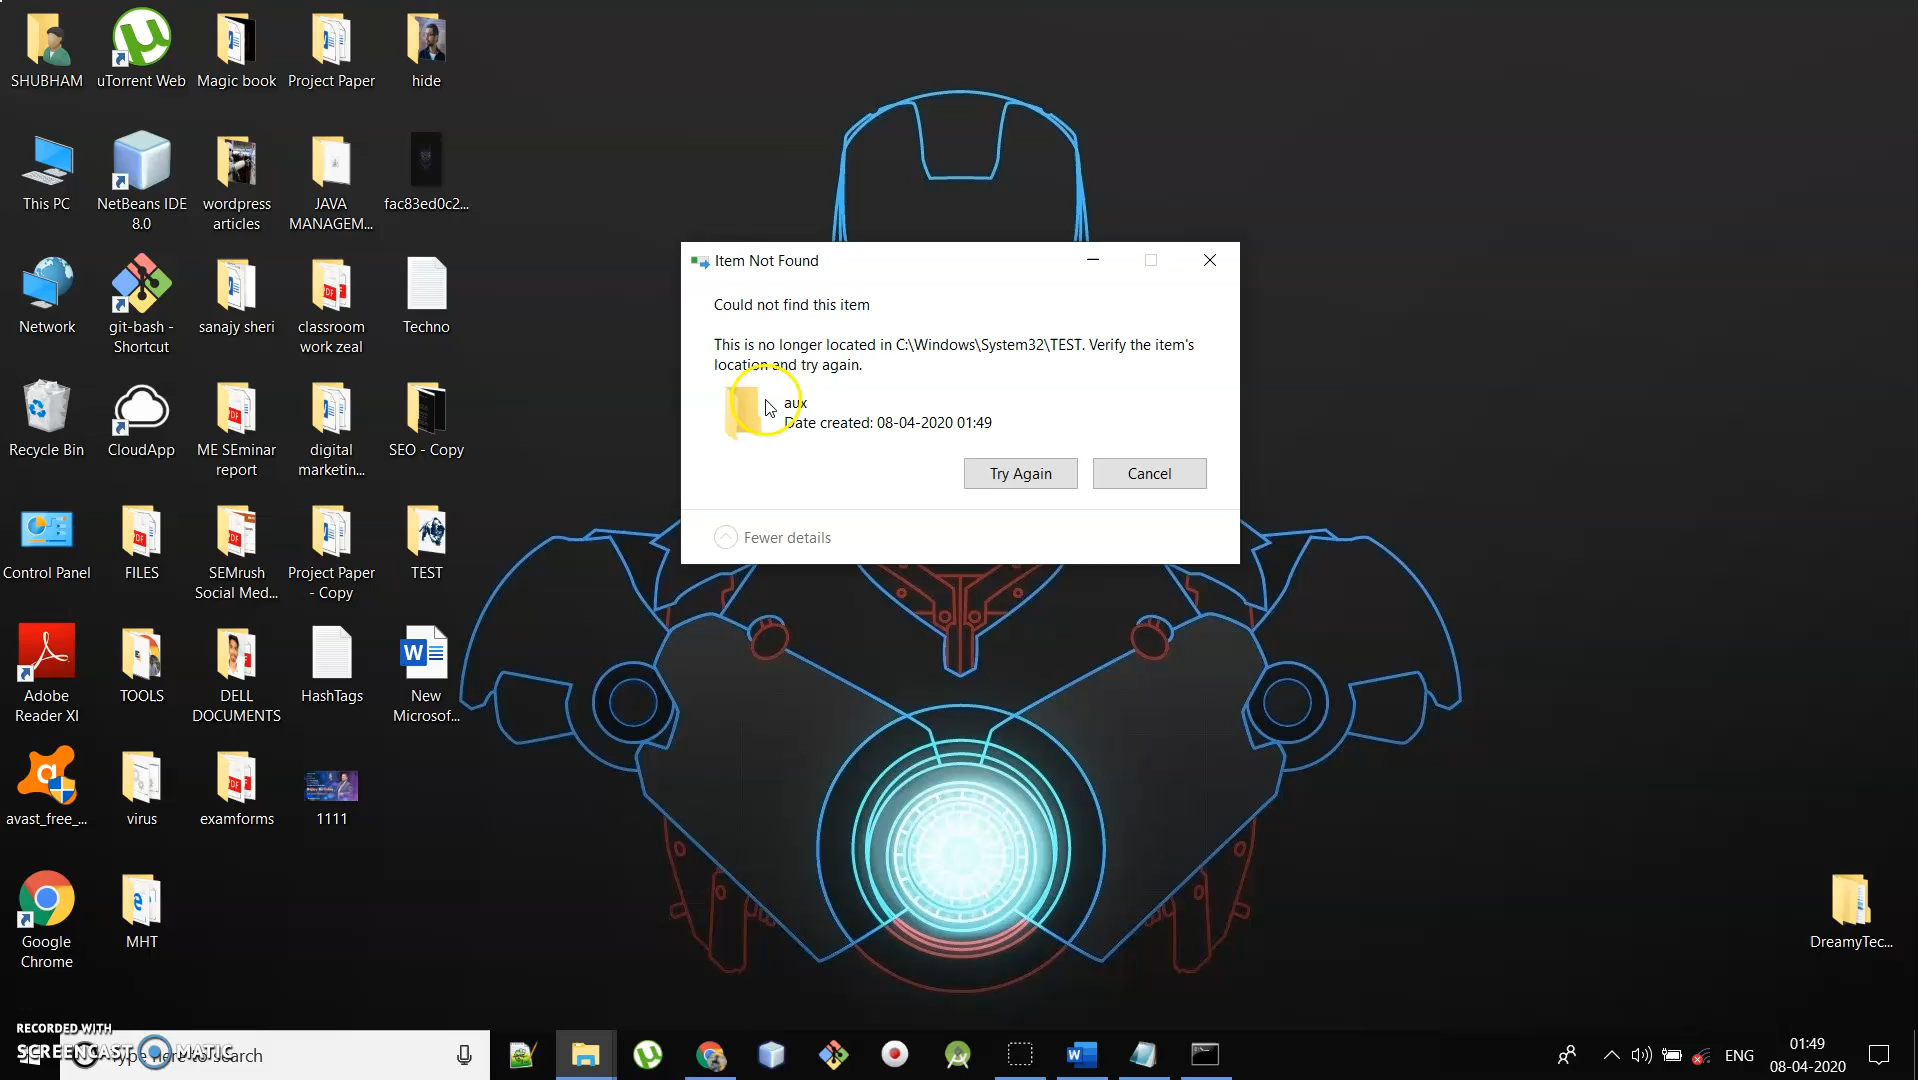 SHUBHAM
uTorrent Web
Magic book
Project Paper
hide
This PC
NetBeans IDE
8.0
wordpress
articles
JAVA
MANAGEM...
fac83ed0c2...
Network
git-bash -
Shortcut
sanajy sheri
classroom
work zeal
Techno
Recycle Bin
CloudApp
ME SEminar
report
digital
marketin...
SEO - Copy
Control Panel
FILES
SEMrush
Social Med...
Project Paper
- Copy
TEST
Adobe
Reader XI
TOOLS
DELL
DOCUMENTS
HashTags
New
Microsof...
avast_free_...
virus
examforms
1111
Google
Chrome
MHT
DreamyTec...
Item Not Found
Could not find this item
This is no longer located in C:\Windows\System32\TEST. Verify the item's
location and try again.
aux
Date created: 08-04-2020 01:49
Try Again
Cancel
Fewer details
RECORDED WITH
SCREENCAST MATIC
Type here to search
ENG
01:49
08-04-2020